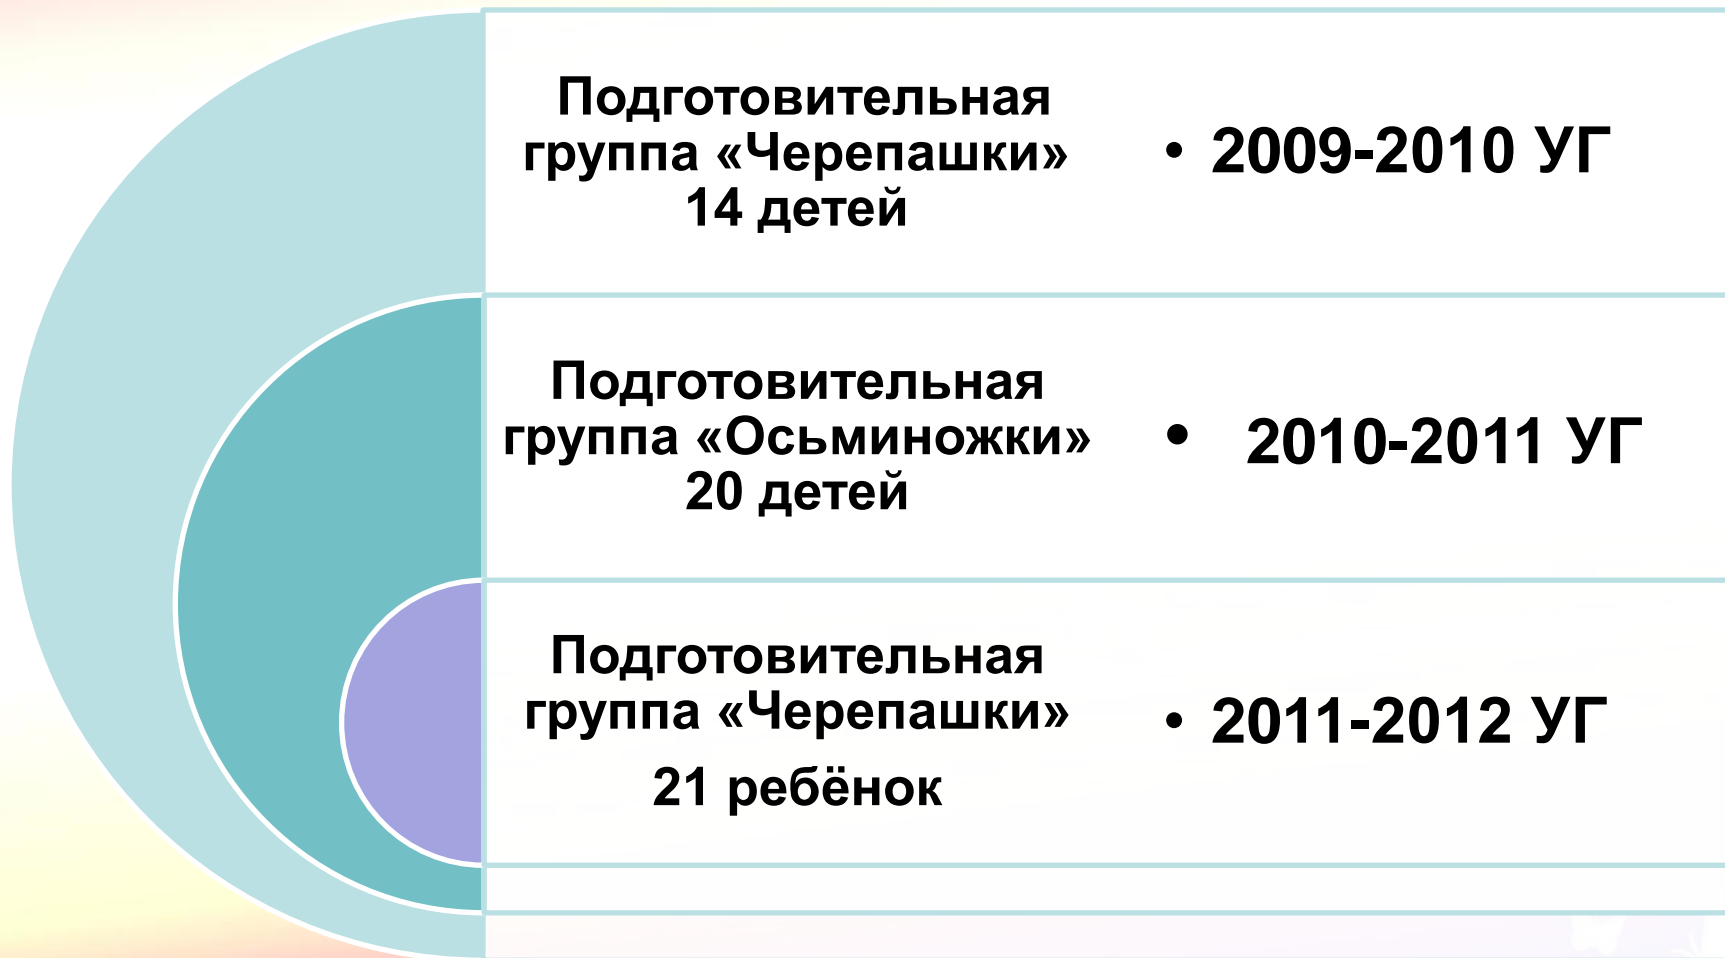 Подготовительная
группа «Черепашки»
14 детей
• 2009-2010 УГ
Подготовительная
группа «Осьминожки»
20 детей
• 2010-2011 УГ
Подготовительная
группа «Черепашки»
21 ребёнок
• 2011-2012 УГ